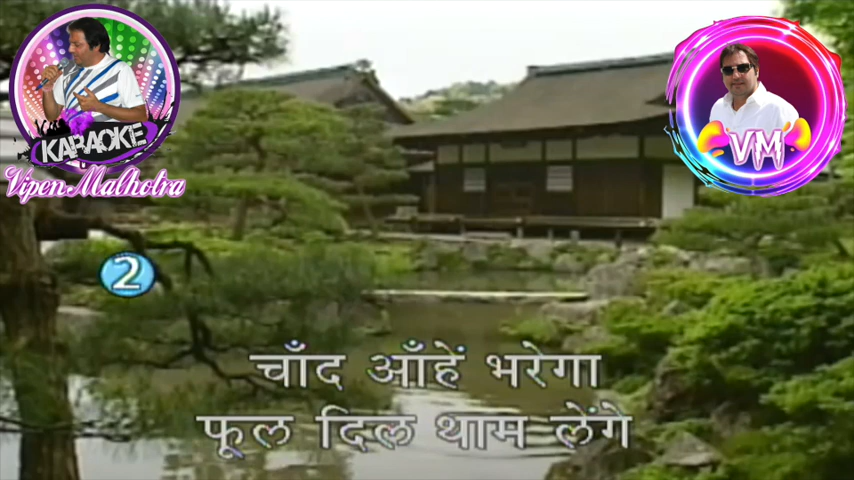 KARAOKE
Vipen Malhotra
VM
2
चाँद आँहें भरेगा
फूल दिल थाम लेंगे